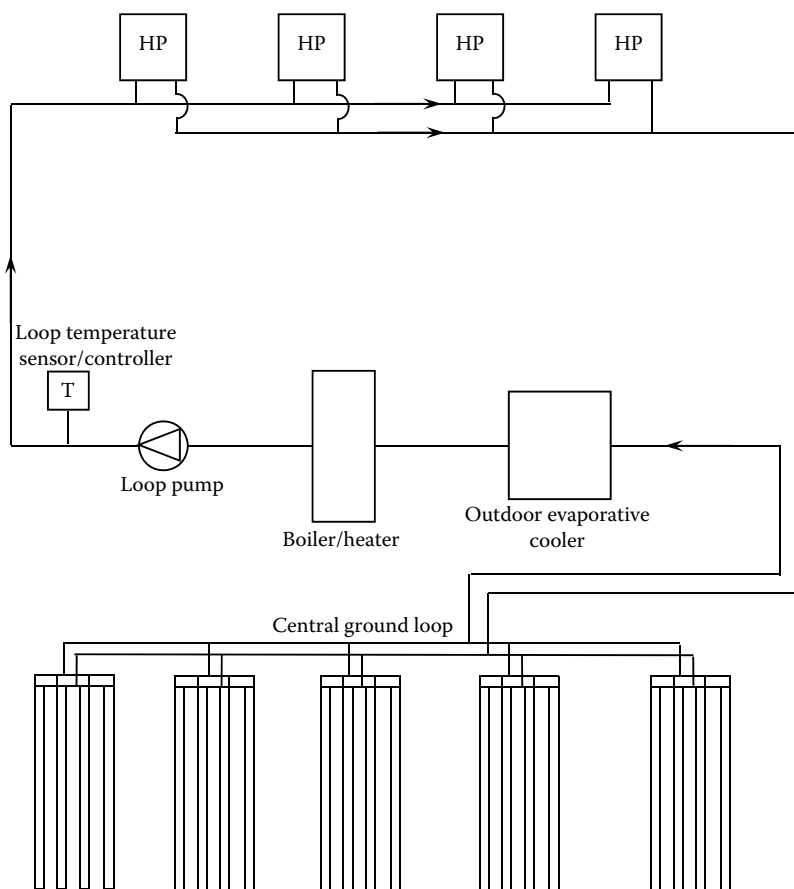 HP
HP
HP
HP
Loop temperature
sensor/controller
T
Loop pump
Boiler/heater
Outdoor evaporative
cooler
Central ground loop